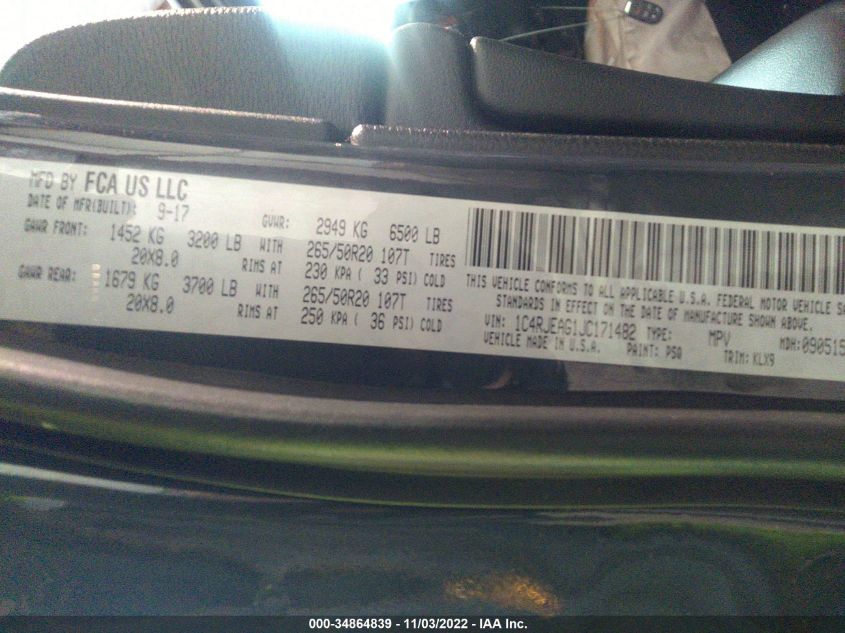 MFD BY FCA US LLC
DATE OF MFR(BUILT): 9-17 GVWR: 2949 KG 6500 LB
GAWR FRONT: 1452 KG 3200 LB WITH 265/50R20 107T TIRES
20X8.0 RIMS AT 230 KPA ( 33 PSI) COLD
GAWR REAR: 1679 KG 3700 LB WITH 265/50R20 107T TIRES
20X8.0 RIMS AT 250 KPA ( 36 PSI) COLD
THIS VEHICLE CONFORMS TO ALL APPLICABLE U.S.A. FEDERAL MOTOR VEHICLE SA
STANDARDS IN EFFECT ON THE DATE OF MANUFACTURE SHOWN ABOVE.
VIN: 1C4RJEAG1JC171482 TYPE: MPV MDH: 090515
VEHICLE MADE IN U.S.A. PAINT: PSQ TRIM: KLX9
000-34864839 - 11/03/2022 - IAA Inc.